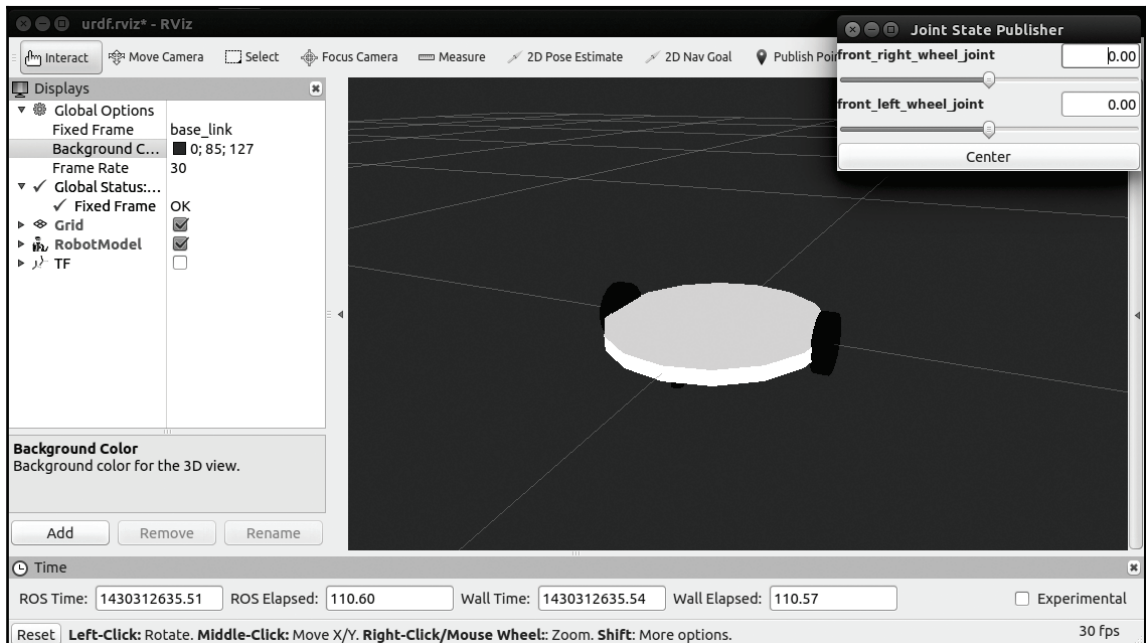 urdf.rviz* - RViz
Joint State Publisher
Interact Move Camera Select Focus Camera Measure 2D Pose Estimate 2D Nav Goal Publish Poin
front_right_wheel_joint 0.00
front_left_wheel_joint 0.00
Center
Displays
Global Options
Fixed Frame base_link
Background C... 0; 85; 127
Frame Rate 30
Global Status:...
Fixed Frame OK
Grid
RobotModel
TF
Background Color
Background color for the 3D view.
Add Remove Rename
Time
ROS Time: 1430312635.51 ROS Elapsed: 110.60 Wall Time: 1430312635.54 Wall Elapsed: 110.57 Experimental
Reset Left-Click: Rotate. Middle-Click: Move X/Y. Right-Click/Mouse Wheel:: Zoom. Shift: More options. 30 fps